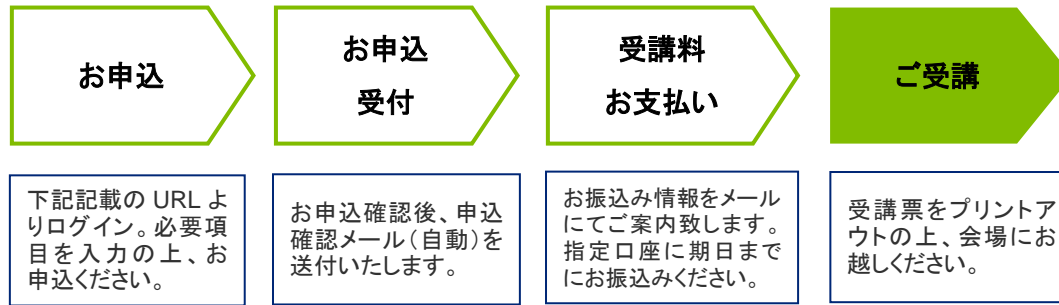 お申込
お申込
受付
受講料
お支払い
ご受講
下記記載の URL よ
りログイン。必要項
目を入力の上、お
申込ください。
お申込確認後、申込
確認メール（自動）を
送付いたします。
お振込み情報をメール
にてご案内致します。
指定口座に期日まで
にお振込みください。
受講票をプリントア
ウトの上、会場にお
越しください。